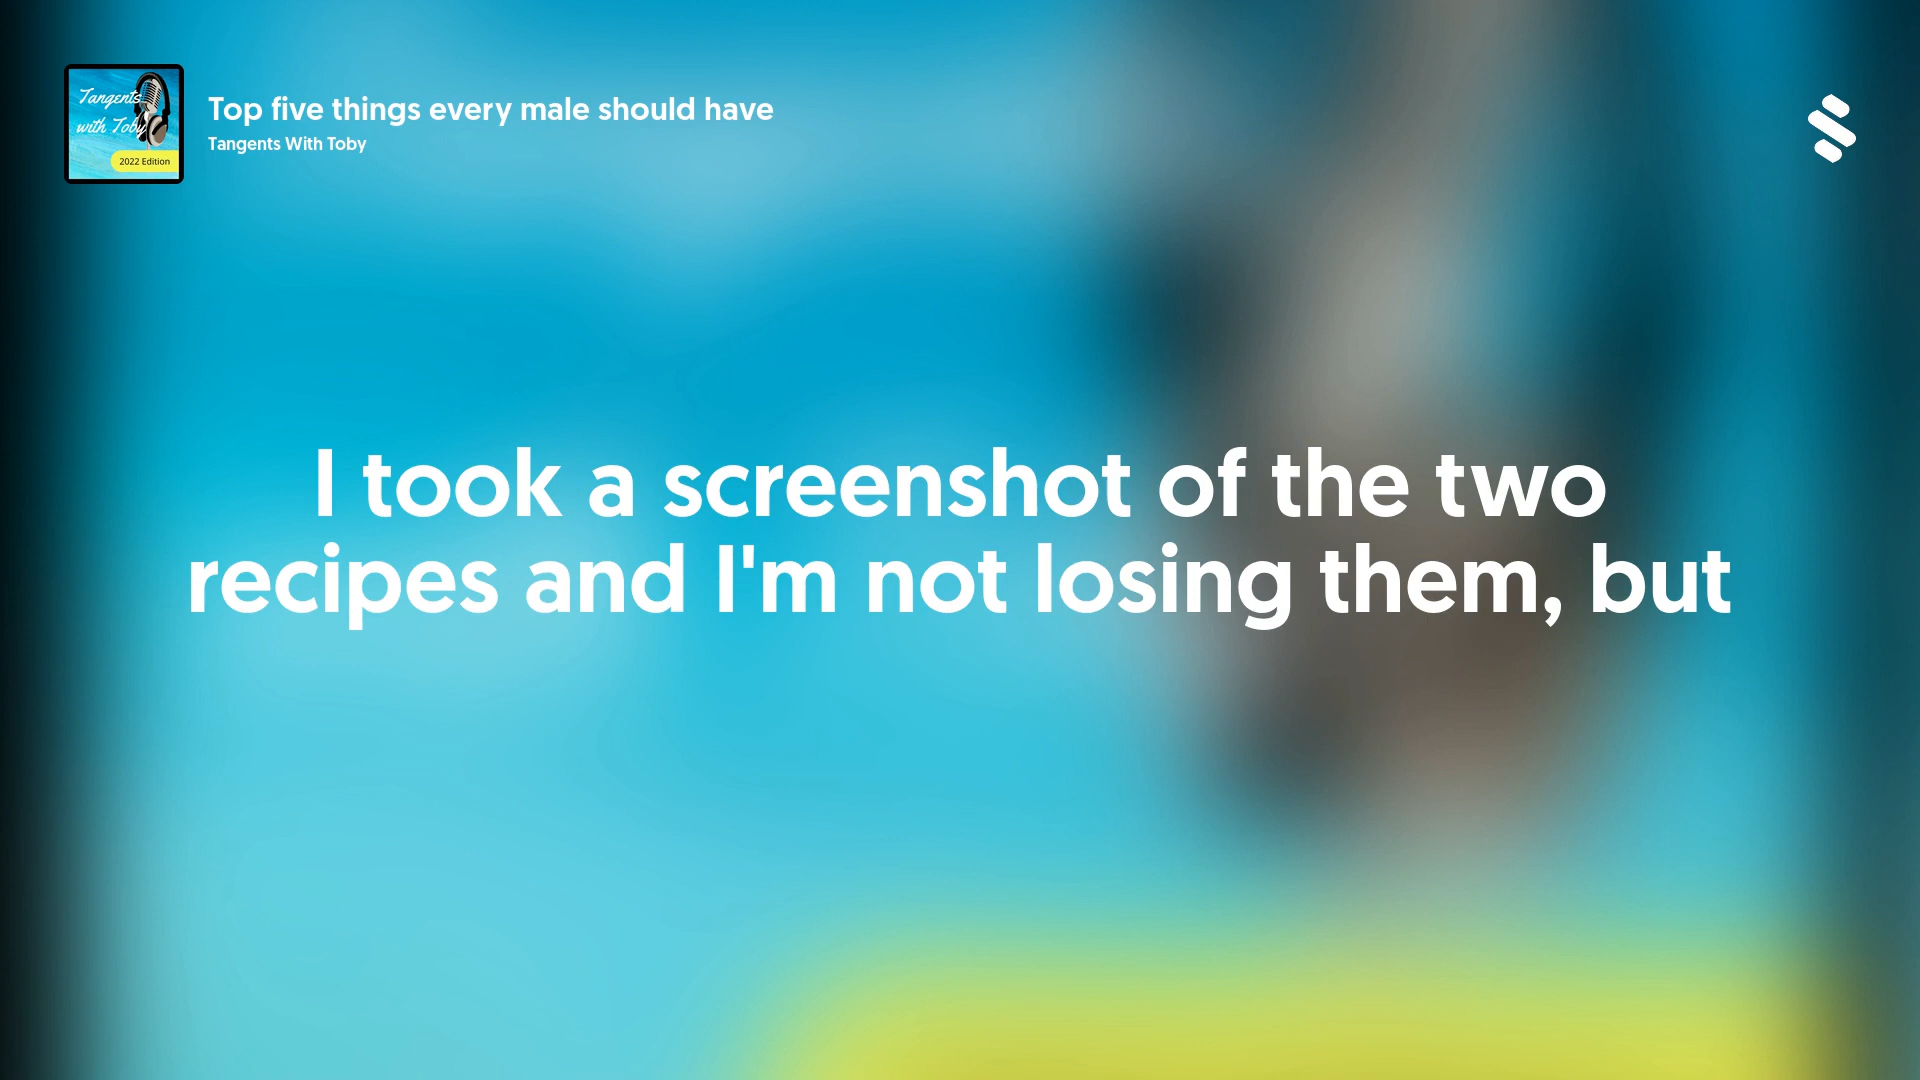 Tangents
with Toby
2022 Edition
Top five things every male should have
Tangents With Toby
I took a screenshot of the two
recipes and I'm not losing them, but